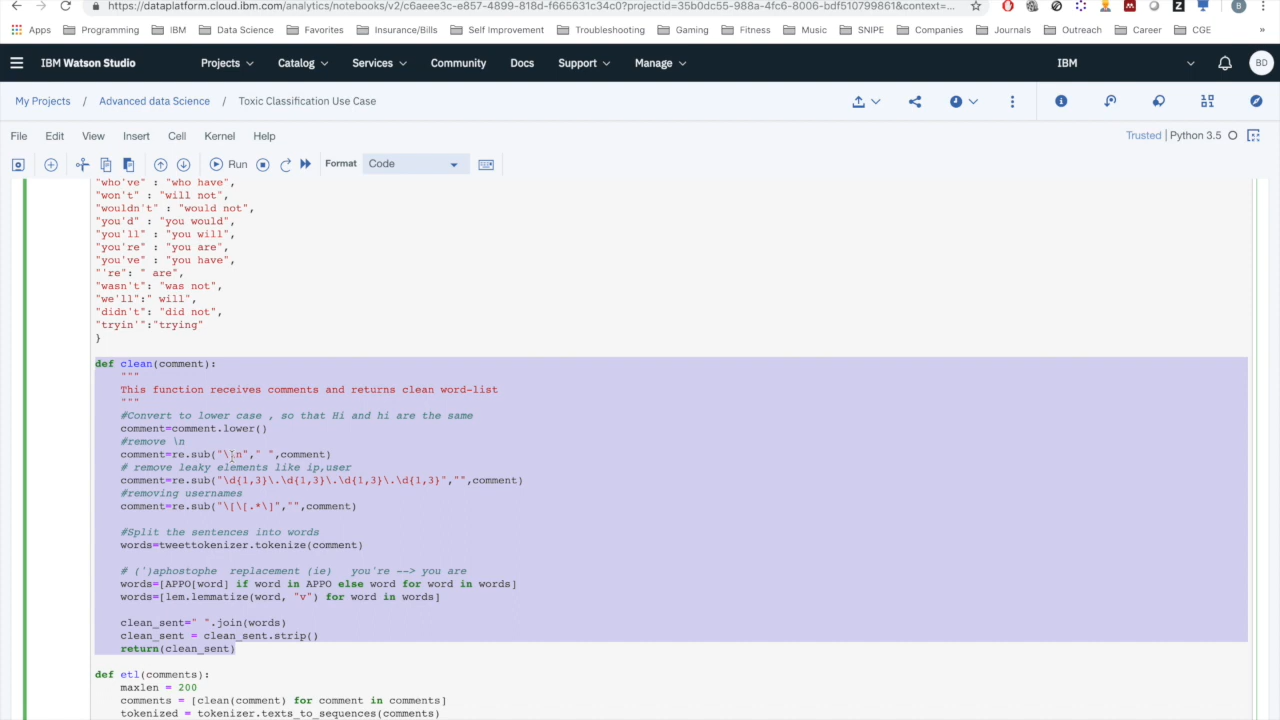 https://dataplatform.cloud.ibm.com/analytics/notebooks/v2/c6aeee3c-e857-4899-818d-f665631c34c0?projectid=35b0dc55-988a-4fc6-8006-bdf510799861&context=...
B
Apps Programming IBM Data Science Favorites Insurance/Bills Self Improvement Troubleshooting Gaming Fitness Music SNIPE Companies Journals Outreach Career CGE »
IBM Watson Studio Projects Catalog Services Community Docs Support Manage IBM BD
My Projects / Advanced data Science / Toxic Classification Use Case
File Edit View Insert Cell Kernel Help Trusted | Python 3.5
Run Format Code
"who've" : "who have",
"won't" : "will not",
"wouldn't" : "would not",
"you'd" : "you would",
"you'll" : "you will",
"you're" : "you are",
"you've" : "you have",
"'re": " are",
"wasn't": "was not",
"we'll":" will",
"didn't": "did not",
"tryin'":"trying"
}
def clean(comment):
"""
This function receives comments and returns clean word-list
"""
#Convert to lower case , so that Hi and hi are the same
comment=comment.lower()
#remove \n
comment=re.sub("\\n"," ",comment)
# remove leaky elements like ip,user
comment=re.sub("\d{1,3}\.\d{1,3}\.\d{1,3}\.\d{1,3}","",comment)
#removing usernames
comment=re.sub("\[\[.*\]","",comment)
#Split the sentences into words
words=tweettokenizer.tokenize(comment)
# (')aphostophe replacement (ie) you're --> you are
words=[APPO[word] if word in APPO else word for word in words]
words=[lem.lemmatize(word, "v") for word in words]
clean_sent=" ".join(words)
clean_sent = clean_sent.strip()
return(clean_sent)
def etl(comments):
maxlen = 200
comments = [clean(comment) for comment in comments]
tokenized = tokenizer.texts_to_sequences(comments)